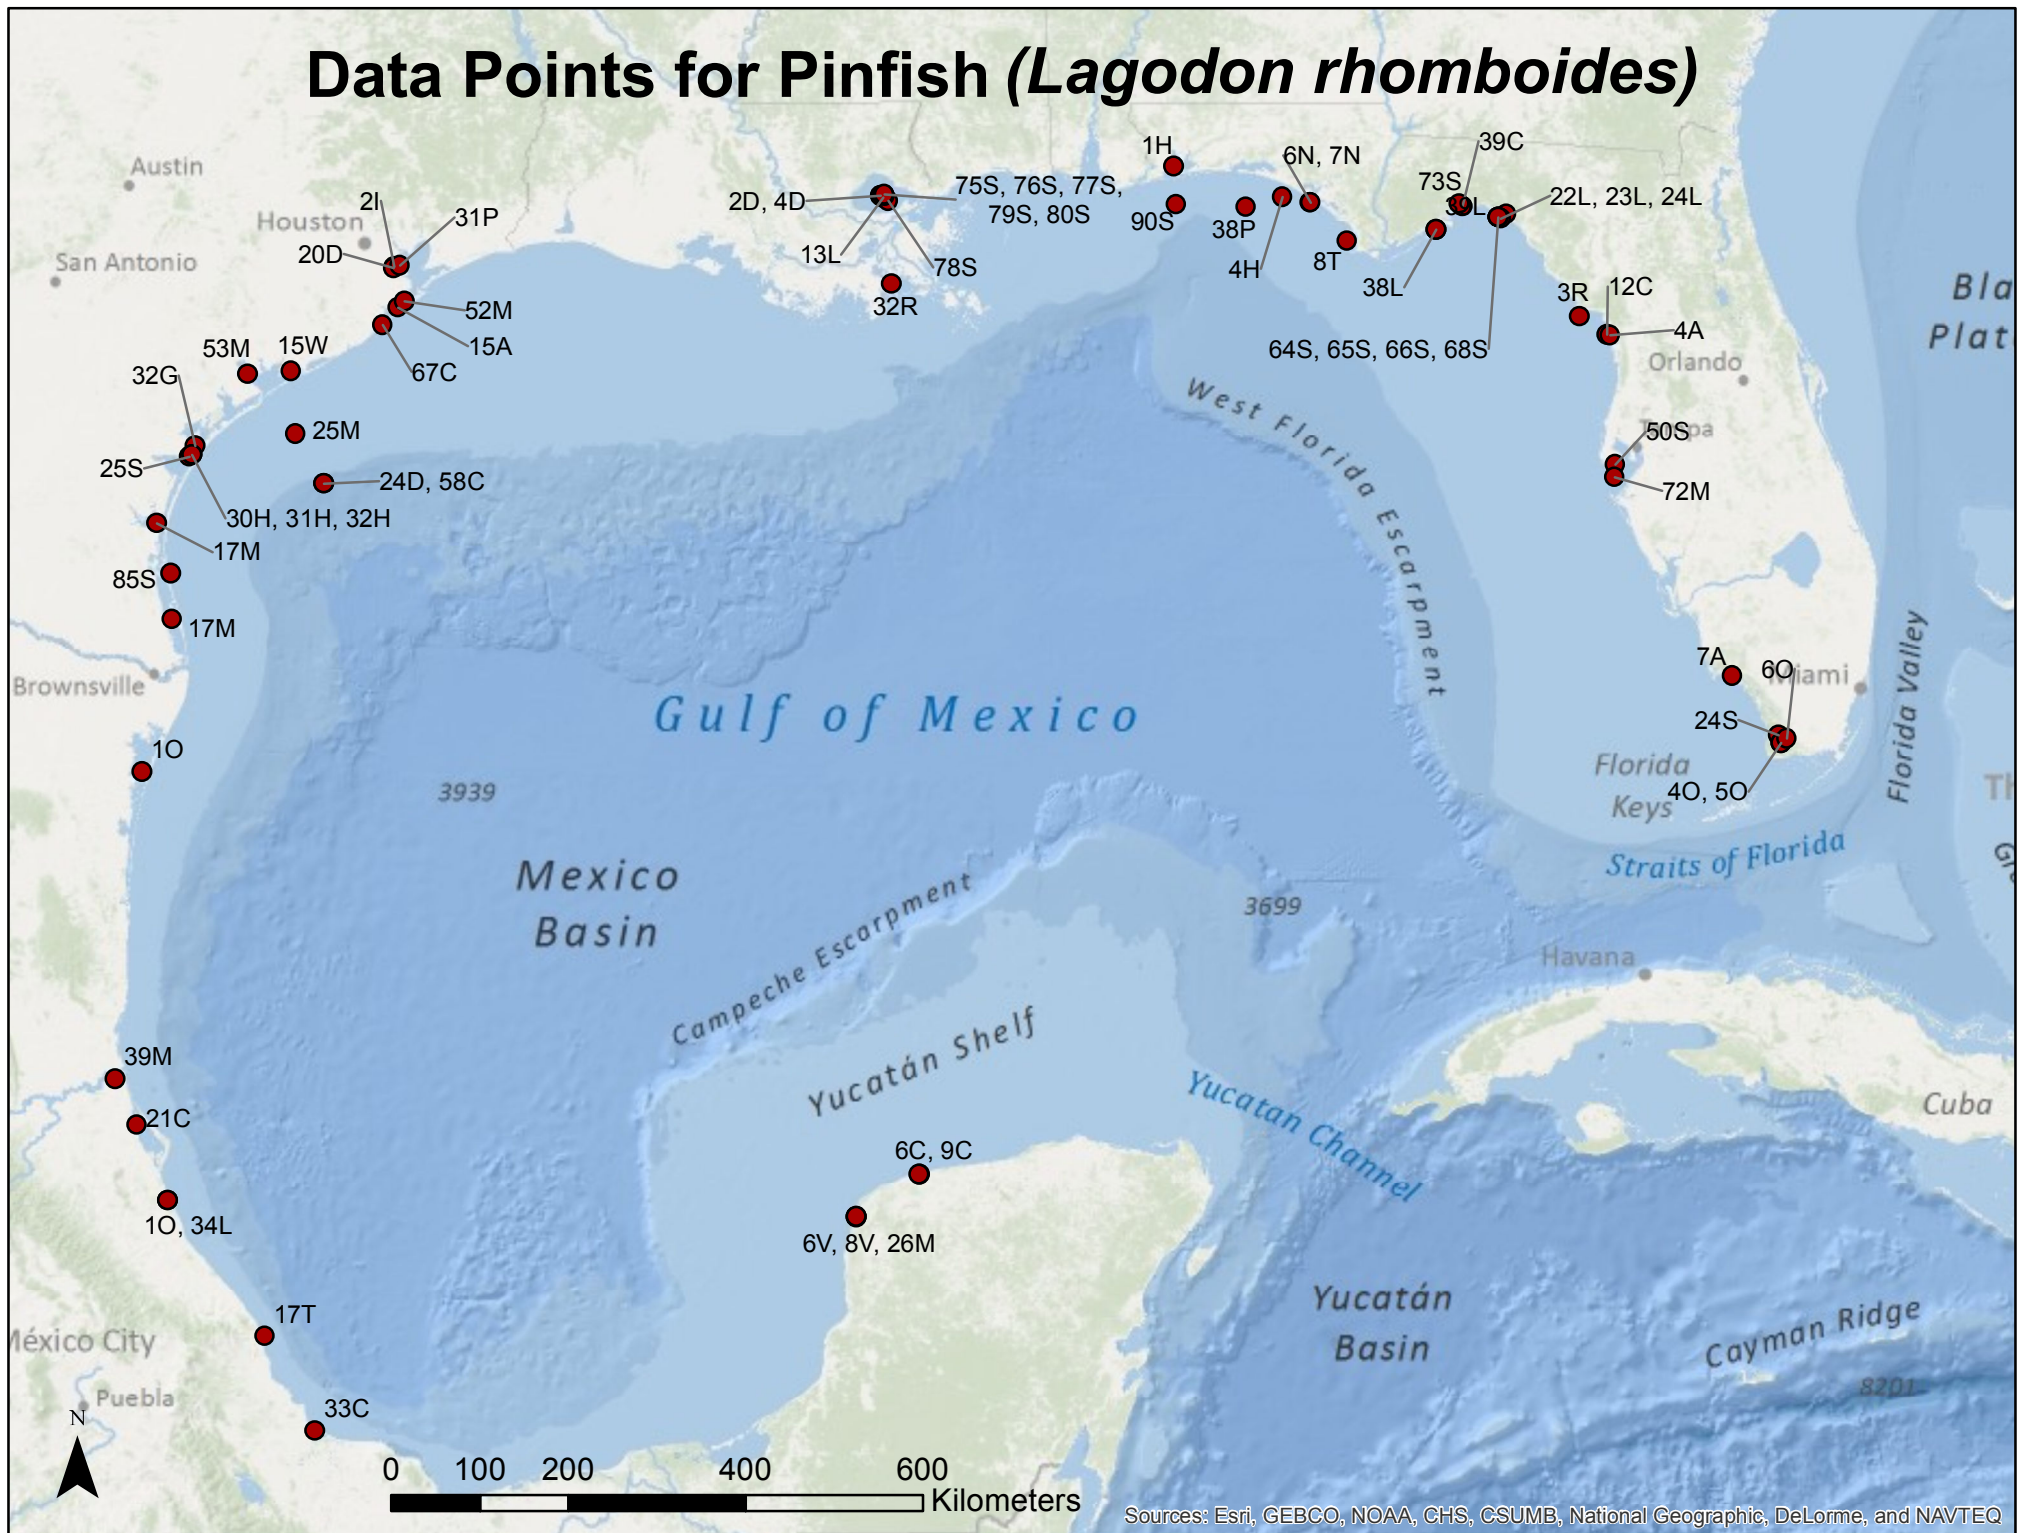 Data Points for Pinfish (Lagodon rhomboides)
Austin
Houston
San Antonio
2I
31P
20D
52M
15A
67C
53M
15W
32G
25M
25S
24D, 58C
30H, 31H, 32H
17M
85S
17M
Brownsville
1O
2D, 4D
75S, 76S, 77S,
79S, 80S
13L
78S
32R
1H
90S
38P
6N, 7N
4H
8T
39C
73S
39L
38L
22L, 23L, 24L
64S, 65S, 66S, 68S
3R
12C
4A
Orlando
Tampa
50S
72M
7A
6O
Miami
24S
4O, 5O
Florida
Keys
Bla
Plat
Florida Valley
West Florida Escarpment
Gulf of Mexico
3939
Mexico
Basin
Campeche Escarpment
3699
Straits of Florida
Havana
Cuba
Yucatán Shelf
Yucatan Channel
39M
21C
1O, 34L
17T
33C
6C, 9C
6V, 8V, 26M
México City
Puebla
Yucatán
Basin
Cayman Ridge
8201
N
0 100 200 400 600
Kilometers
Sources: Esri, GEBCO, NOAA, CHS, CSUMB, National Geographic, DeLorme, and NAVTEQ